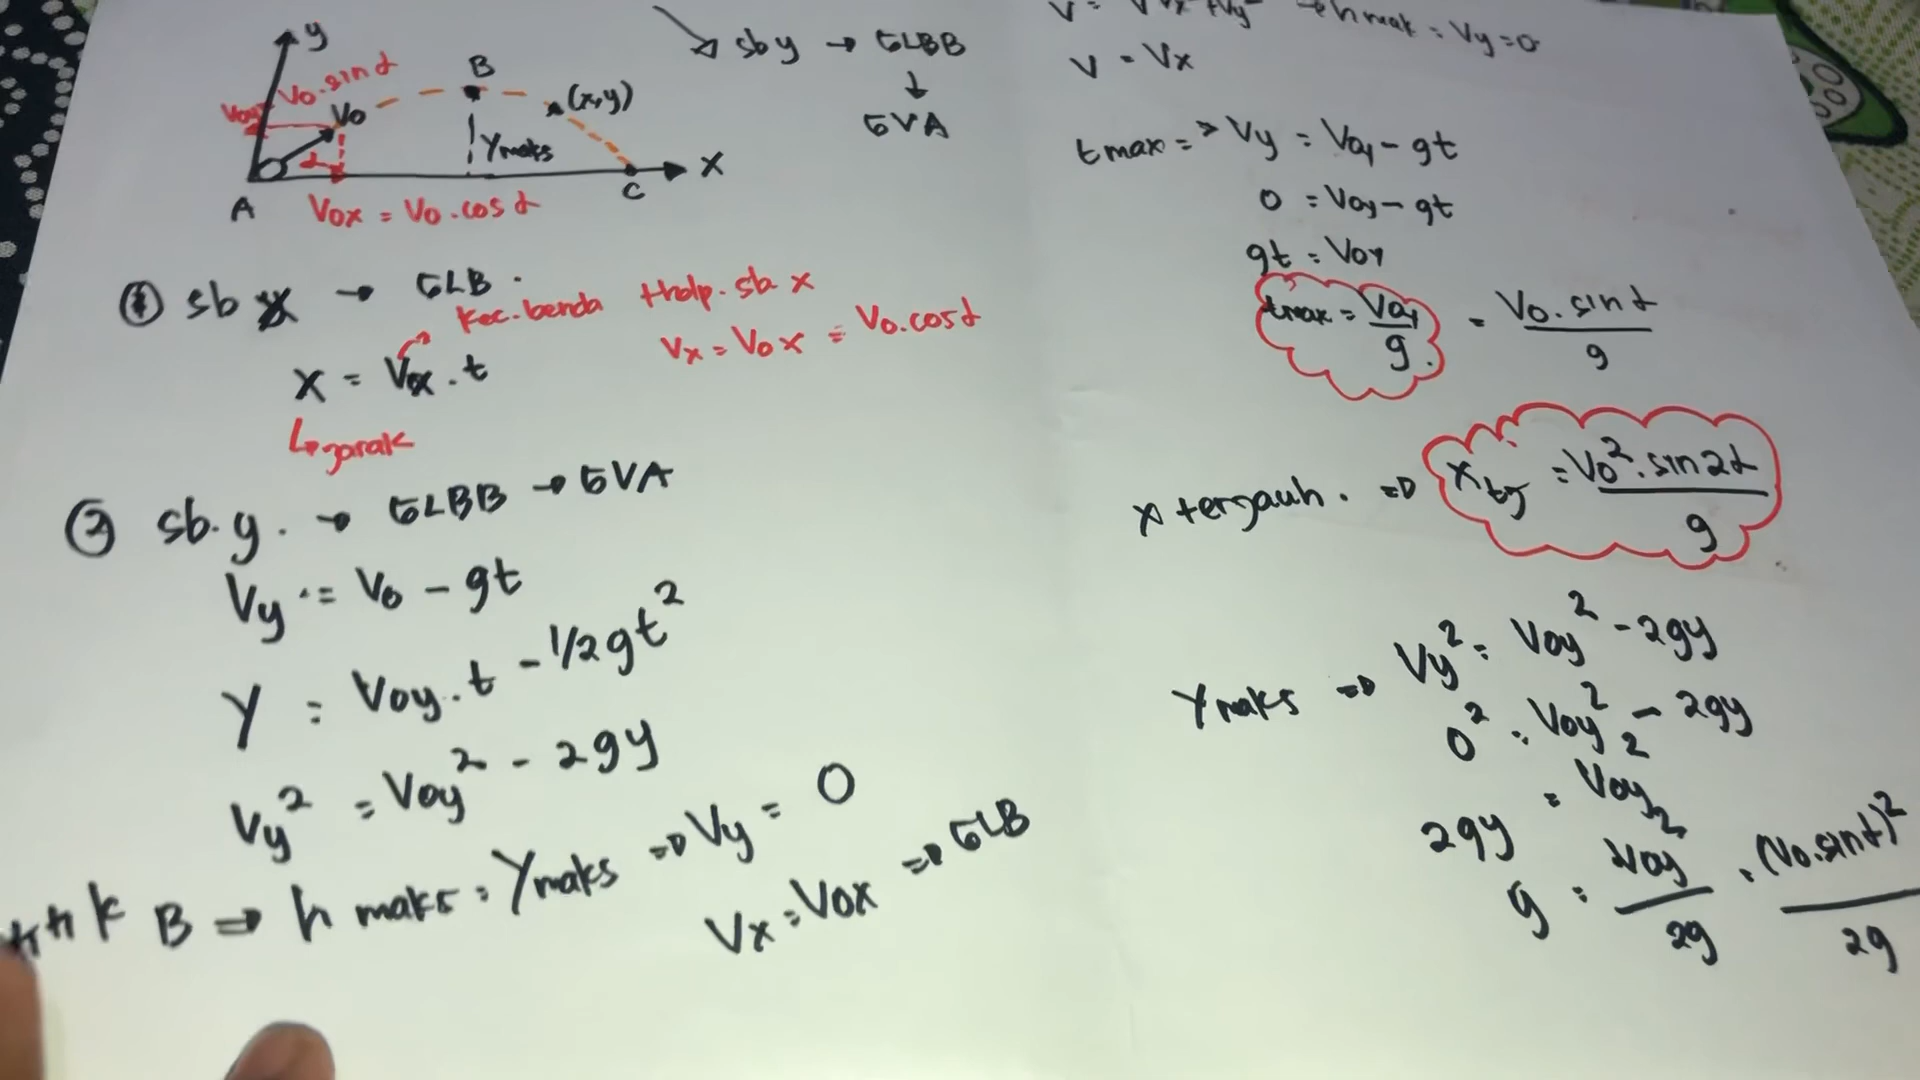 y
Voy = Vo.sin α
Vo
B
(x,y)
Ymaks
α
A
C
x
Vox = Vo.cos α
sb y → GLBB
↓
GVA
① sb x → GLB.
kec.benda thdp. sb x
x = Vox.t
Vx = Vox = Vo.cos α
↳ jarak
② sb.y. → GLBB → GVA
Vy = Vo - gt
Y = Voy.t - 1/2gt²
Vy² = Voy² - 2gy
B ⇒ h maks = Ymaks ⇒ Vy = 0
Vx = Vox ⇒ GLB
→ h mak = Vy = 0
V = Vx
tmax => Vy = Voy - gt
0 = Voy - gt
gt = Voy
tmax = Voy/g = Vo.sin α/g
x terjauh. ⇒ xtj = Vo².sin2α/g
Ymaks ⇒ Vy² = Voy² - 2gy
0² = Voy² - 2gy
2gy = Voy²
y = Voy²/2g = (Vo.sin α)²/2g